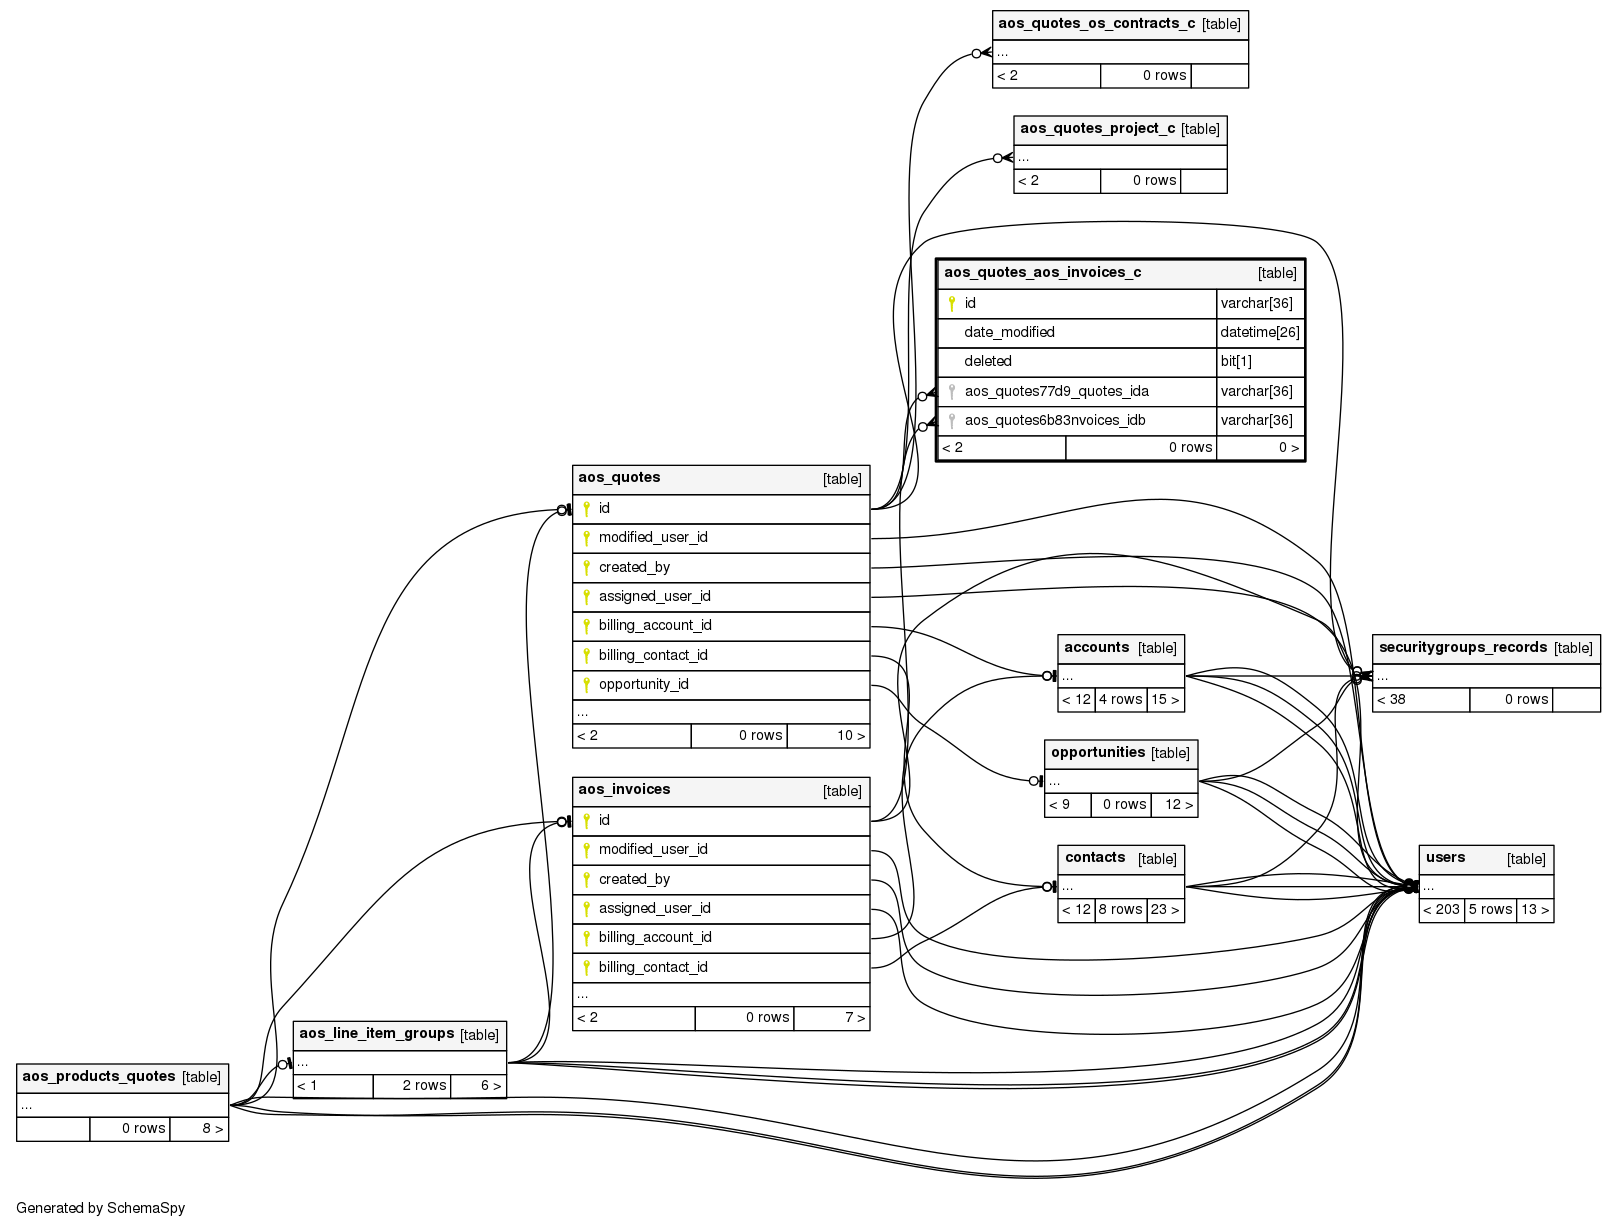 aos_quotes_os_contracts_c [table]
...
< 2 0 rows
aos_quotes_project_c [table]
...
< 2 0 rows
aos_quotes_aos_invoices_c [table]
id varchar[36]
date_modified datetime[26]
deleted bit[1]
aos_quotes77d9_quotes_ida varchar[36]
aos_quotes6b83nvoices_idb varchar[36]
< 2 0 rows 0 >
aos_quotes [table]
id
modified_user_id
created_by
assigned_user_id
billing_account_id
billing_contact_id
opportunity_id
...
< 2 0 rows 10 >
accounts [table]
...
< 12 4 rows 15 >
securitygroups_records [table]
...
< 38 0 rows
opportunities [table]
...
< 9 0 rows 12 >
aos_invoices [table]
id
modified_user_id
created_by
assigned_user_id
billing_account_id
billing_contact_id
...
< 2 0 rows 7 >
contacts [table]
...
< 12 8 rows 23 >
users [table]
...
< 203 5 rows 13 >
aos_line_item_groups [table]
...
< 1 2 rows 6 >
aos_products_quotes [table]
...
0 rows 8 >
Generated by SchemaSpy